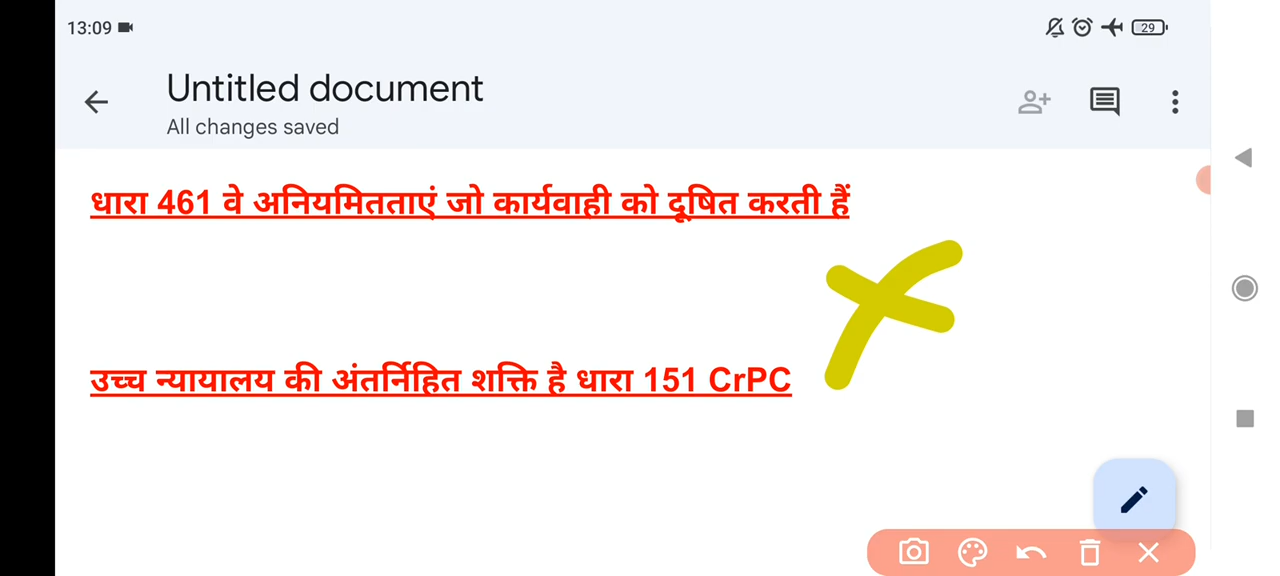 13:09
29
Untitled document
All changes saved
धारा 461 वे अनियमितताएं जो कार्यवाही को दूषित करती हैं
उच्च न्यायालय की अंतर्निहित शक्ति है धारा 151 CrPC